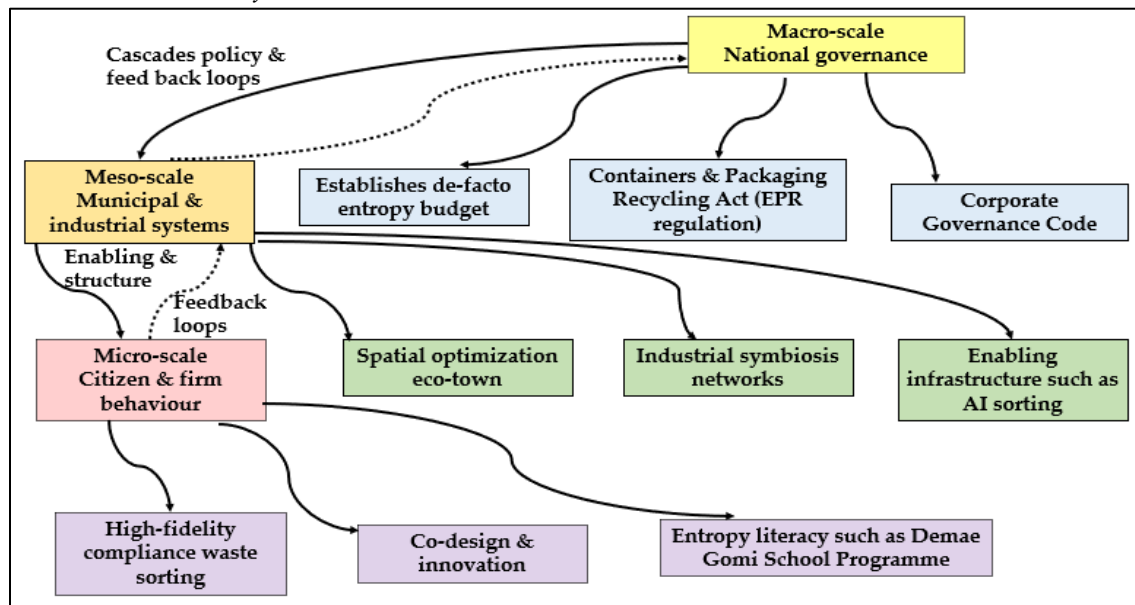 Macro-scale
National governance
Cascades policy &
feed back loops
Meso-scale
Municipal &
industrial systems
Establishes de-facto
entropy budget
Containers & Packaging
Recycling Act (EPR
regulation)
Corporate
Governance Code
Enabling &
structure
Feedback
loops
Micro-scale
Citizen & firm
behaviour
Spatial optimization
eco-town
Industrial symbiosis
networks
Enabling
infrastructure such as
AI sorting
High-fidelity
compliance waste
sorting
Co-design &
innovation
Entropy literacy such as Demae
Gomi School Programme